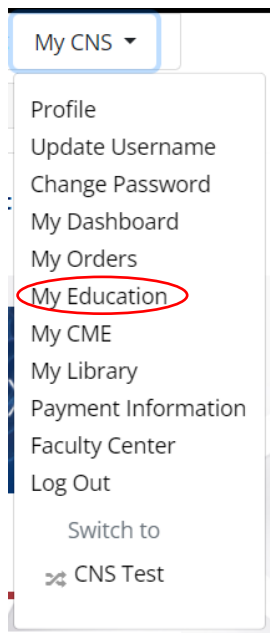 My CNS
Profile
Update Username
Change Password
My Dashboard
My Orders
My Education
My CME
My Library
Payment Information
Faculty Center
Log Out
Switch to
CNS Test